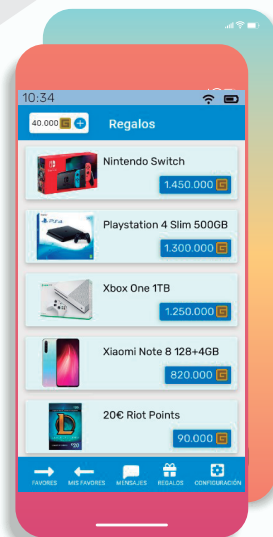 10:34
40.000 G
Regalos
Nintendo Switch
1.450.000 G
Playstation 4 Slim 500GB
1.300.000 G
Xbox One 1TB
1.250.000 G
Xiaomi Note 8 128+4GB
820.000 G
20€ Riot Points
90.000 G
FAVORES MIS FAVORES MENSAJES REGALOS CONFIGURACIÓN